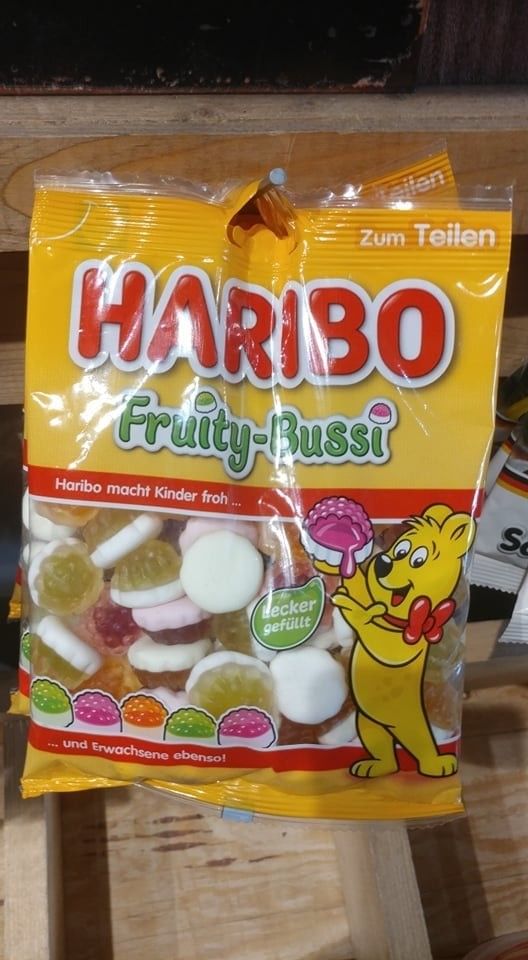 Teilen
Zum Teilen
HARIBO
Fruity-Bussi
Haribo macht Kinder froh ...
Lecker
gefüllt
... und Erwachsene ebenso!